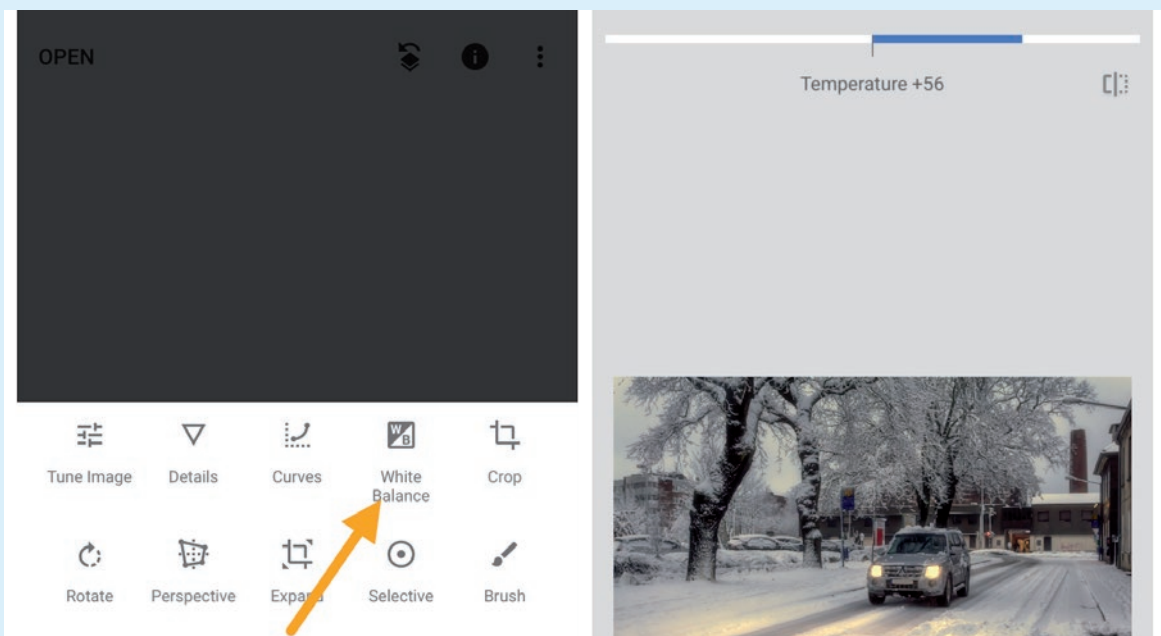 OPEN
Temperature +56
Tune Image
Details
Curves
White
Balance
Crop
Rotate
Perspective
Expand
Selective
Brush